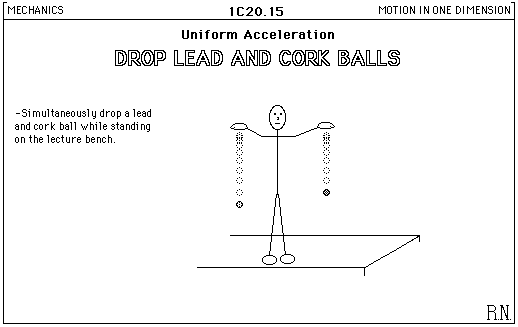 MECHANICS
1C20.15
MOTION IN ONE DIMENSION
Uniform Acceleration
DROP LEAD AND CORK BALLS
-Simultaneously drop a lead
and cork ball while standing
on the lecture bench.
R.N.